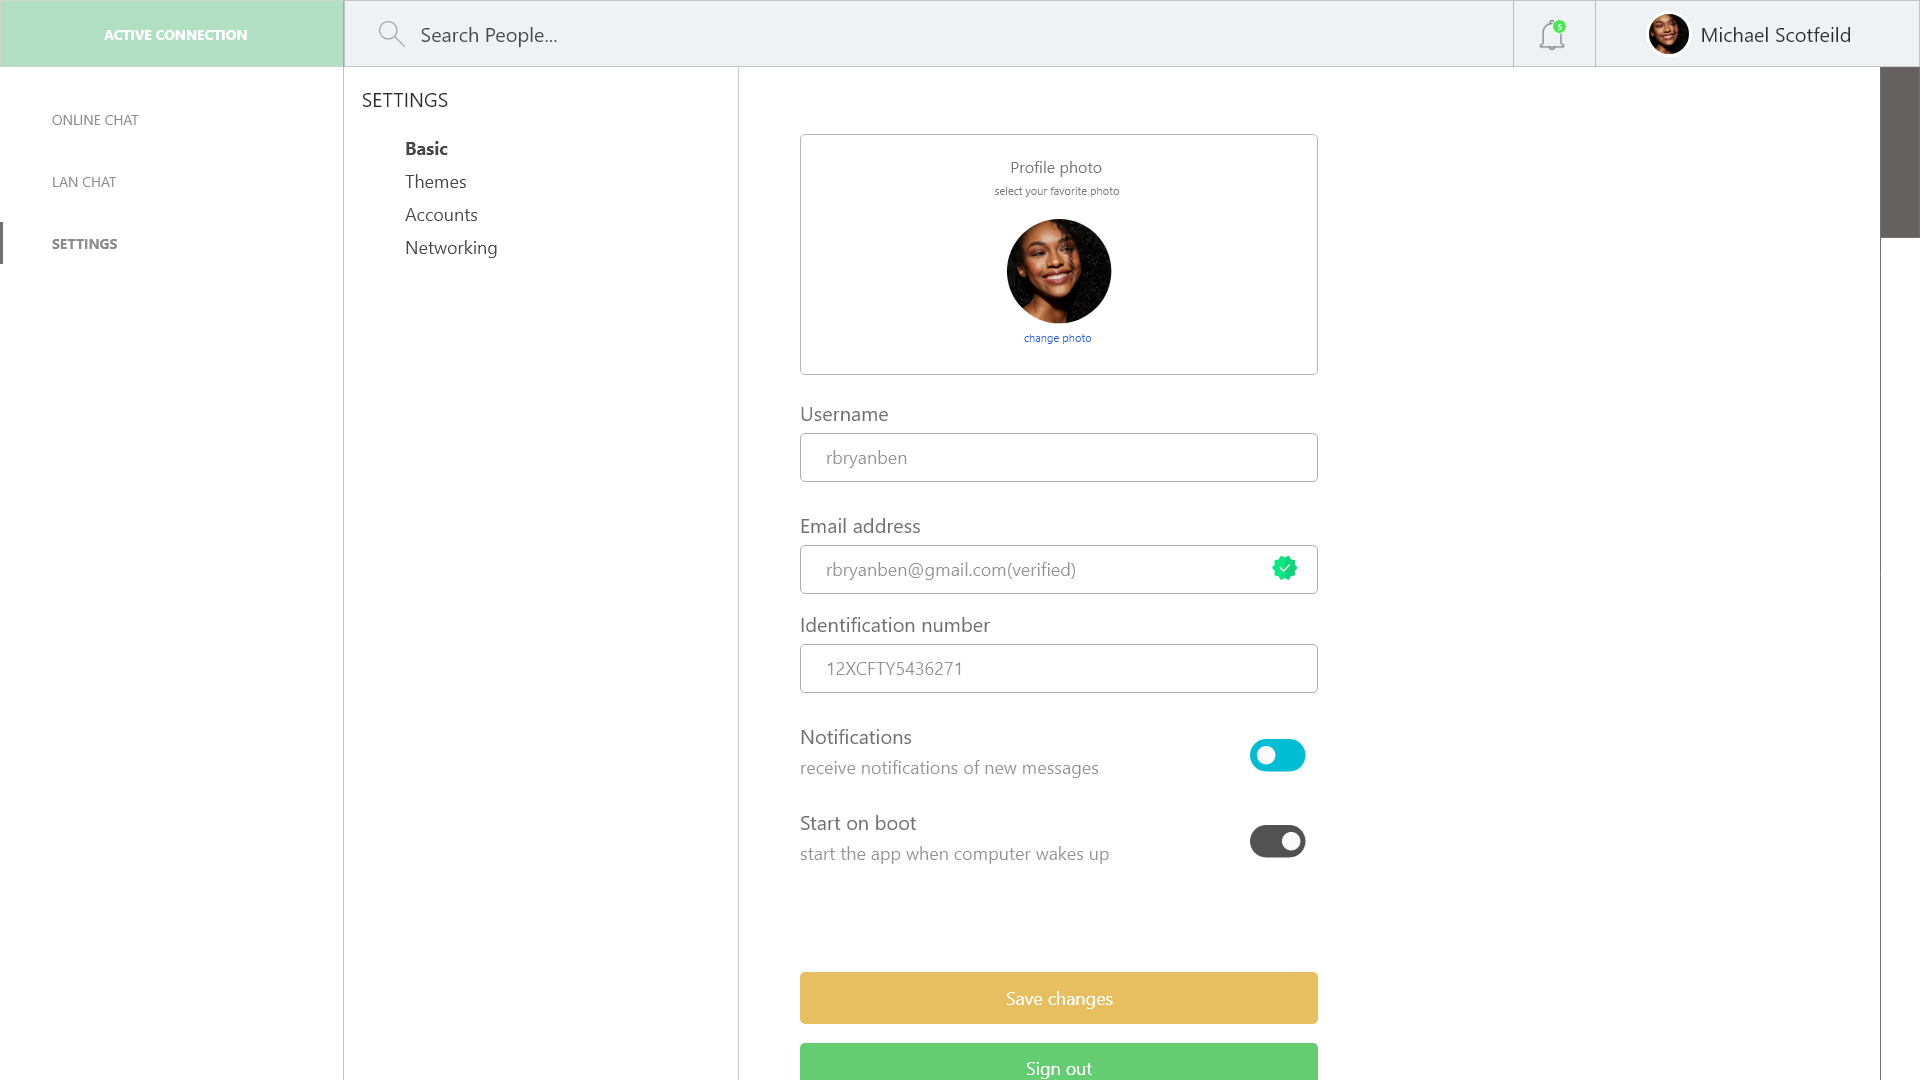 ACTIVE CONNECTION
Search People...
5
Michael Scotfeild
ONLINE CHAT
LAN CHAT
SETTINGS
SETTINGS
Basic
Themes
Accounts
Networking
Profile photo
select your favorite photo
change photo
Username
rbryanben
Email address
rbryanben@gmail.com(verified)
Identification number
12XCFTY5436271
Notifications
receive notifications of new messages
Start on boot
start the app when computer wakes up
Save changes
Sign out